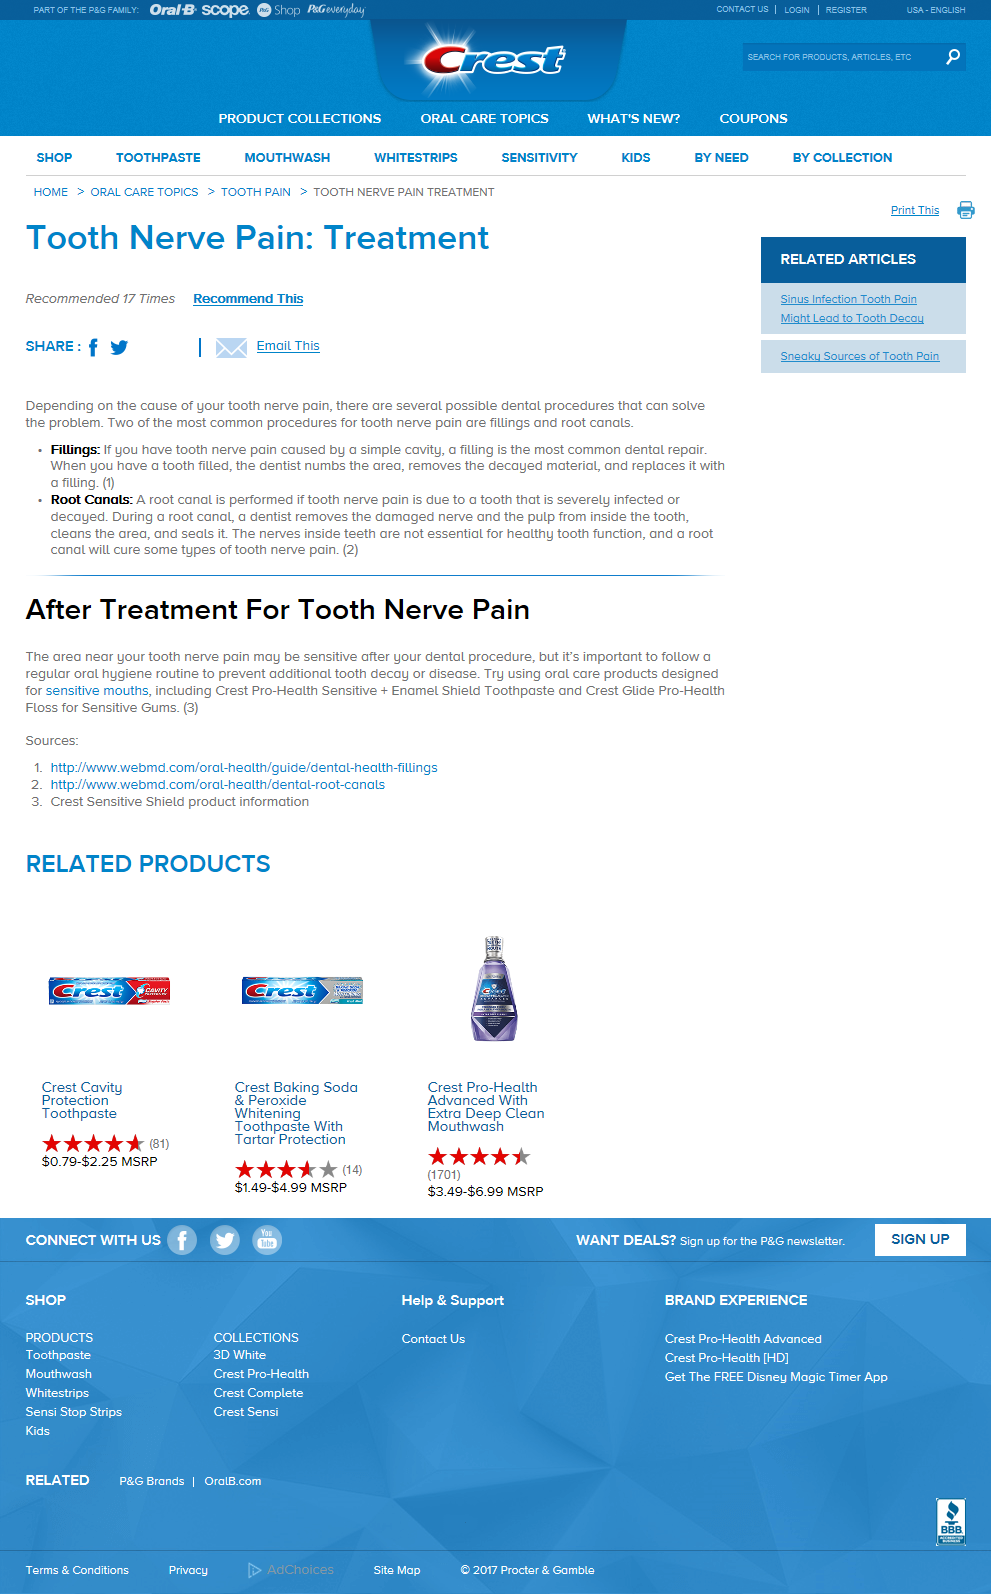 PART OF THE P&G FAMILY: Oral-B scope P&G Shop P&G everyday
CONTACT US | LOGIN | REGISTER USA - ENGLISH
Crest
SEARCH FOR PRODUCTS, ARTICLES, ETC
PRODUCT COLLECTIONS ORAL CARE TOPICS WHAT'S NEW? COUPONS
SHOP TOOTHPASTE MOUTHWASH WHITESTRIPS SENSITIVITY KIDS BY NEED BY COLLECTION
HOME > ORAL CARE TOPICS > TOOTH PAIN > TOOTH NERVE PAIN TREATMENT
Print This
Tooth Nerve Pain: Treatment
Recommended 17 Times Recommend This
SHARE : Email This
RELATED ARTICLES
Sinus Infection Tooth Pain
Might Lead to Tooth Decay
Sneaky Sources of Tooth Pain
Depending on the cause of your tooth nerve pain, there are several possible dental procedures that can solve
the problem. Two of the most common procedures for tooth nerve pain are fillings and root canals.
• Fillings: If you have tooth nerve pain caused by a simple cavity, a filling is the most common dental repair.
When you have a tooth filled, the dentist numbs the area, removes the decayed material, and replaces it with
a filling. (1)
• Root Canals: A root canal is performed if tooth nerve pain is due to a tooth that is severely infected or
decayed. During a root canal, a dentist removes the damaged nerve and the pulp from inside the tooth,
cleans the area, and seals it. The nerves inside teeth are not essential for healthy tooth function, and a root
canal will cure some types of tooth nerve pain. (2)
After Treatment For Tooth Nerve Pain
The area near your tooth nerve pain may be sensitive after your dental procedure, but it's important to follow a
regular oral hygiene routine to prevent additional tooth decay or disease. Try using oral care products designed
for sensitive mouths, including Crest Pro-Health Sensitive + Enamel Shield Toothpaste and Crest Glide Pro-Health
Floss for Sensitive Gums. (3)
Sources:
1. http://www.webmd.com/oral-health/guide/dental-health-fillings
2. http://www.webmd.com/oral-health/dental-root-canals
3. Crest Sensitive Shield product information
RELATED PRODUCTS
Crest CAVITY
Crest
Crest
Crest Cavity
Protection
Toothpaste
(81)
$0.79-$2.25 MSRP
Crest Baking Soda
& Peroxide
Whitening
Toothpaste With
Tartar Protection
(14)
$1.49-$4.99 MSRP
Crest Pro-Health
Advanced With
Extra Deep Clean
Mouthwash
(1701)
$3.49-$6.99 MSRP
CONNECT WITH US You Tube
WANT DEALS? Sign up for the P&G newsletter. SIGN UP
SHOP
PRODUCTS
Toothpaste
Mouthwash
Whitestrips
Sensi Stop Strips
Kids
COLLECTIONS
3D White
Crest Pro-Health
Crest Complete
Crest Sensi
Help & Support
Contact Us
BRAND EXPERIENCE
Crest Pro-Health Advanced
Crest Pro-Health [HD]
Get The FREE Disney Magic Timer App
RELATED P&G Brands | OralB.com
BBB
ACCREDITED
BUSINESS
Terms & Conditions Privacy AdChoices Site Map © 2017 Procter & Gamble